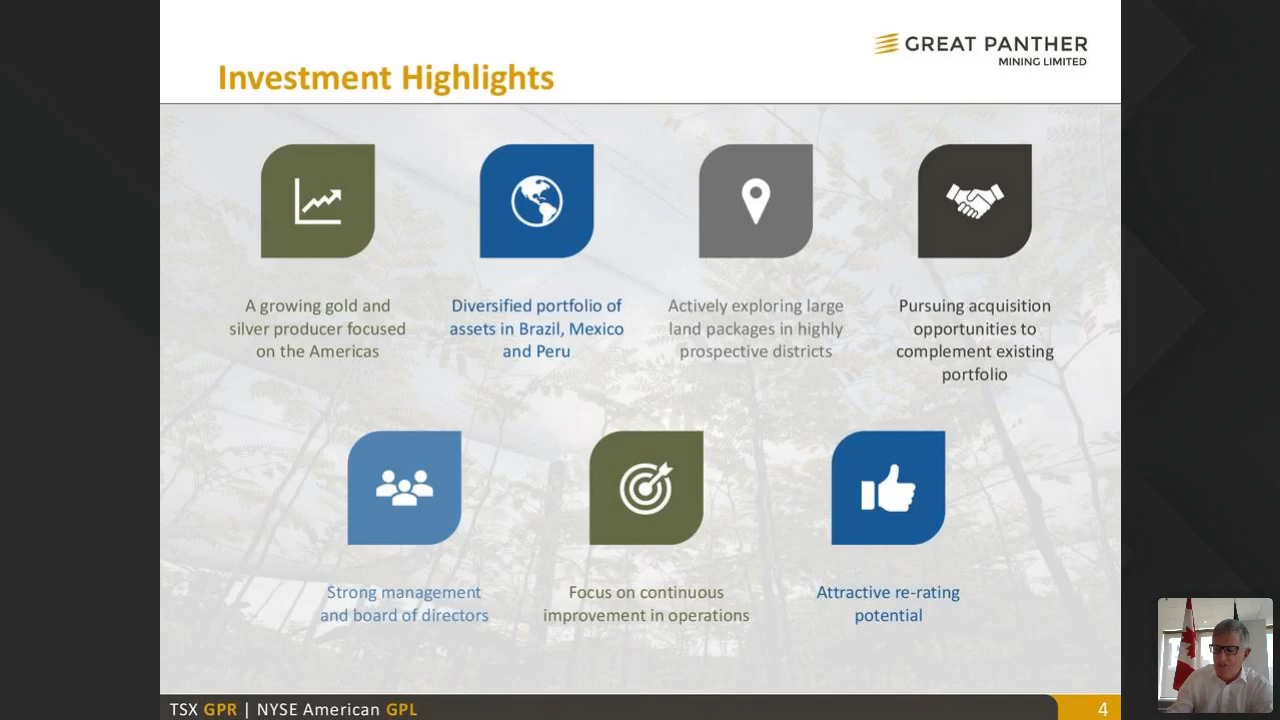 GREAT PANTHER
MINING LIMITED
Investment Highlights
A growing gold and
silver producer focused
on the Americas
Diversified portfolio of
assets in Brazil, Mexico
and Peru
Actively exploring large
land packages in highly
prospective districts
Pursuing acquisition
opportunities to
complement existing
portfolio
Strong management
and board of directors
Focus on continuous
improvement in operations
Attractive re-rating
potential
TSX GPR | NYSE American GPL
4